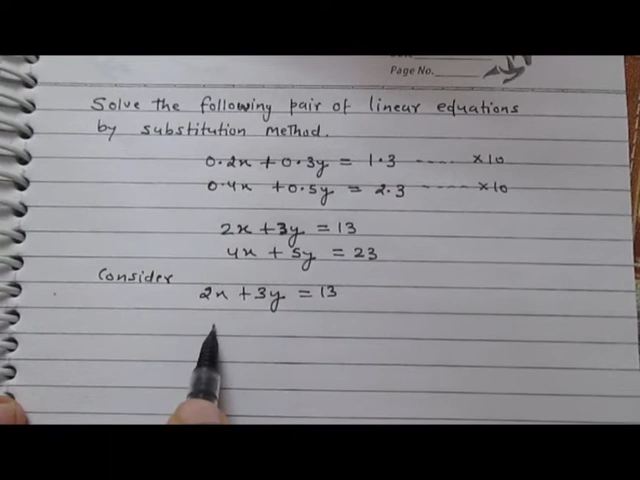 Page No.
Solve the following pair of linear equations
by substitution method.
0.2x + 0.3y = 1.3 ..... ×10
0.4x + 0.5y = 2.3 ------ ×10
2x + 3y = 13
4x + 5y = 23
Consider
2x + 3y = 13